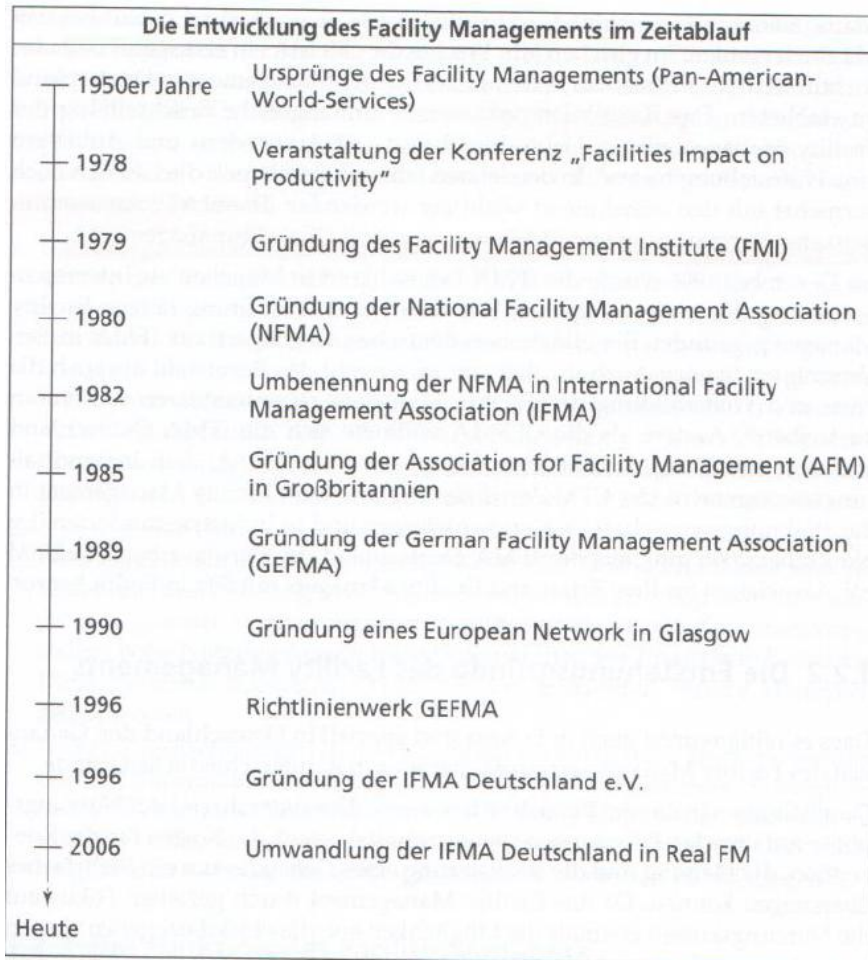 Die Entwicklung des Facility Managements im Zeitablauf
1950er Jahre Ursprünge des Facility Managements (Pan-American-
World-Services)
1978 Veranstaltung der Konferenz „Facilities Impact on
Productivity“
1979 Gründung des Facility Management Institute (FMI)
1980 Gründung der National Facility Management Association
(NFMA)
1982 Umbenennung der NFMA in International Facility
Management Association (IFMA)
1985 Gründung der Association for Facility Management (AFM)
in Großbritannien
1989 Gründung der German Facility Management Association
(GEFMA)
1990 Gründung eines European Network in Glasgow
1996 Richtlinienwerk GEFMA
1996 Gründung der IFMA Deutschland e.V.
2006 Umwandlung der IFMA Deutschland in Real FM
Heute